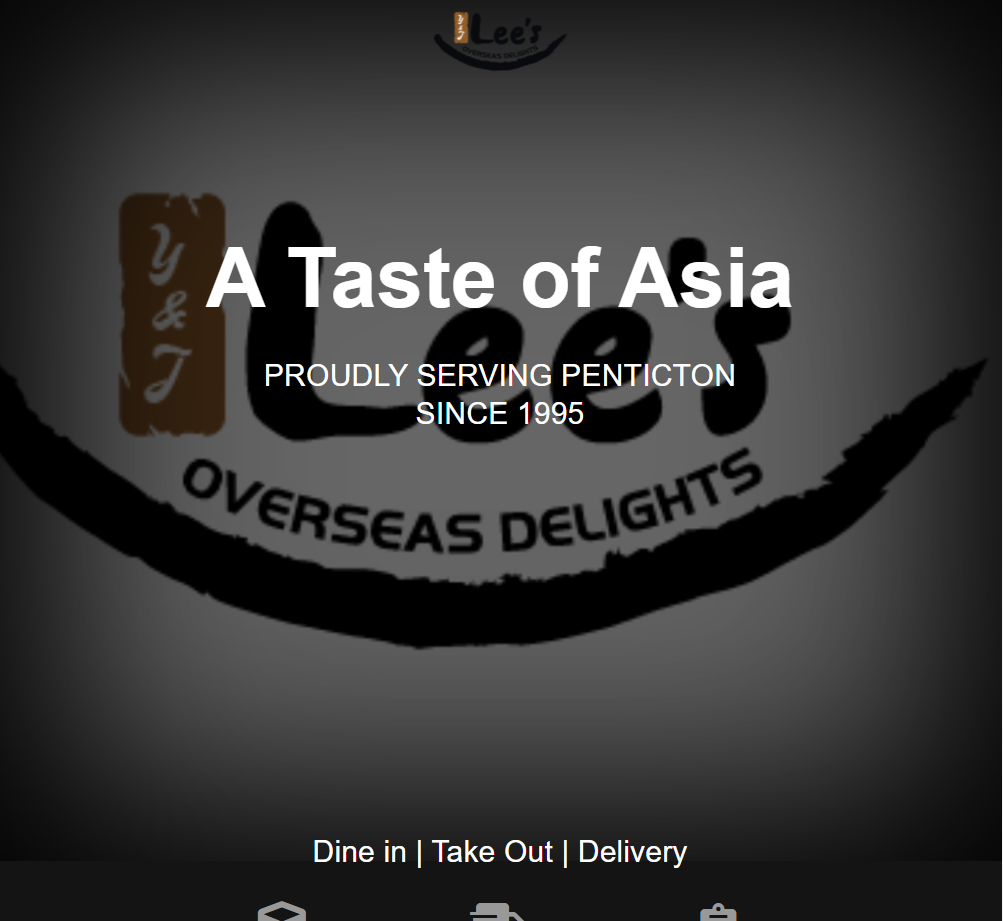 Y&J Lee's
OVERSEAS DELIGHTS
Y
&
J
Lee's
A Taste of Asia
PROUDLY SERVING PENTICTON
SINCE 1995
OVERSEAS DELIGHTS
Dine in | Take Out | Delivery